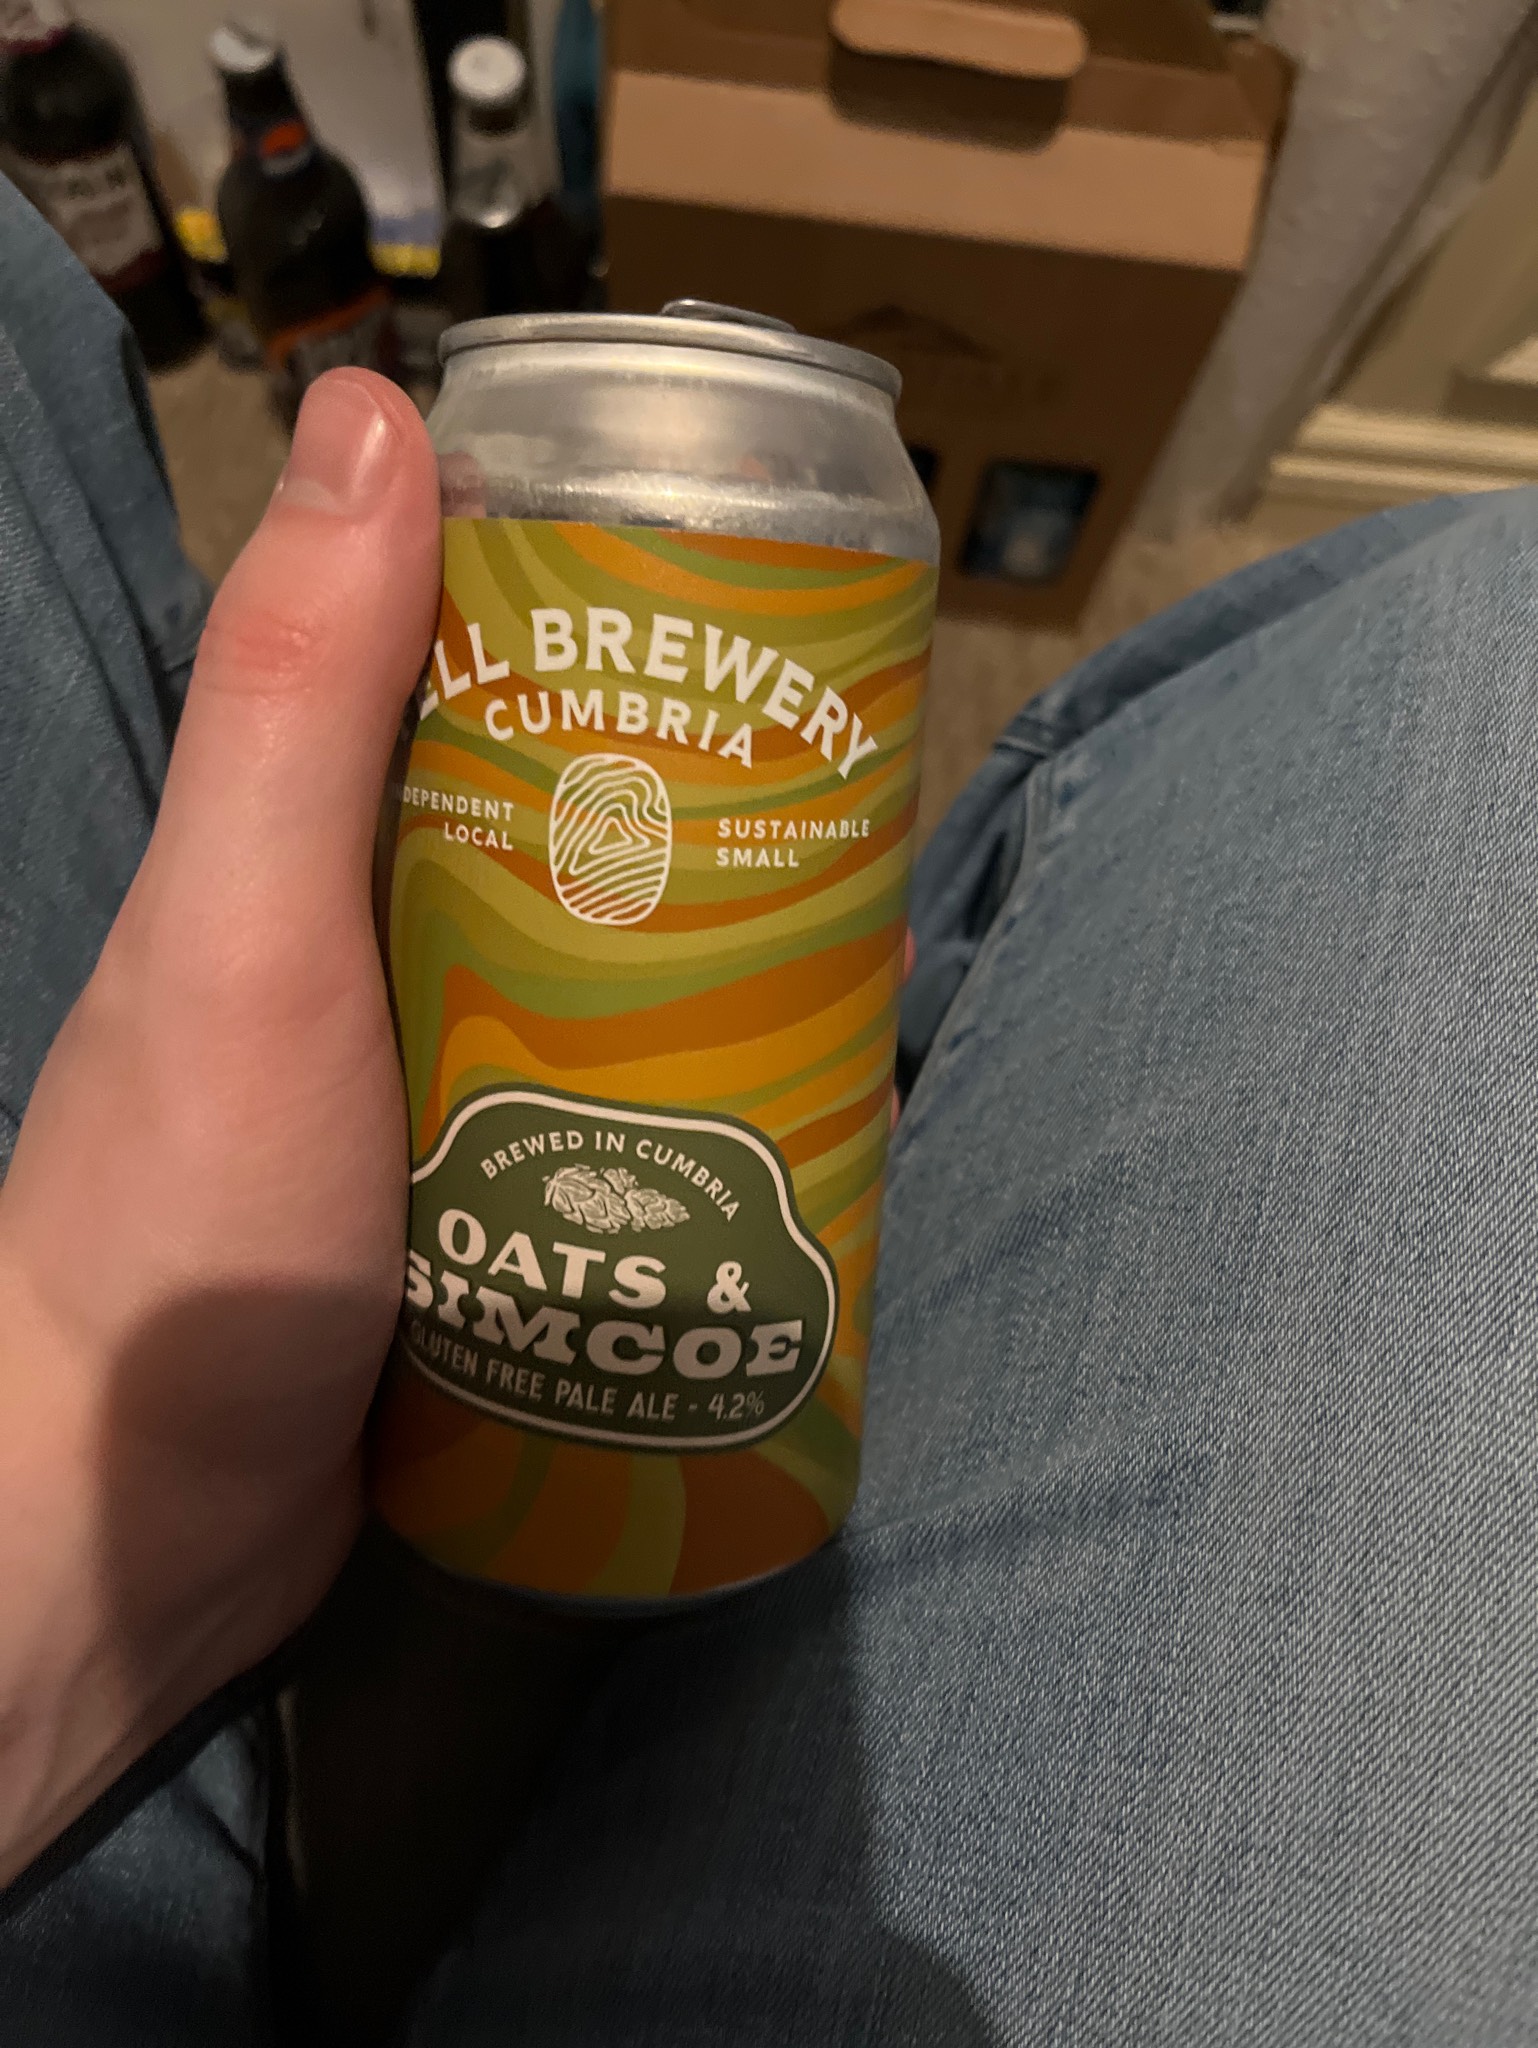 ELL BREWERY
CUMBRIA
DEPENDENT
LOCAL
SUSTAINABLE
SMALL
BREWED IN CUMBRIA
OATS &
SIMCOE
GLUTEN FREE PALE ALE - 4.2%